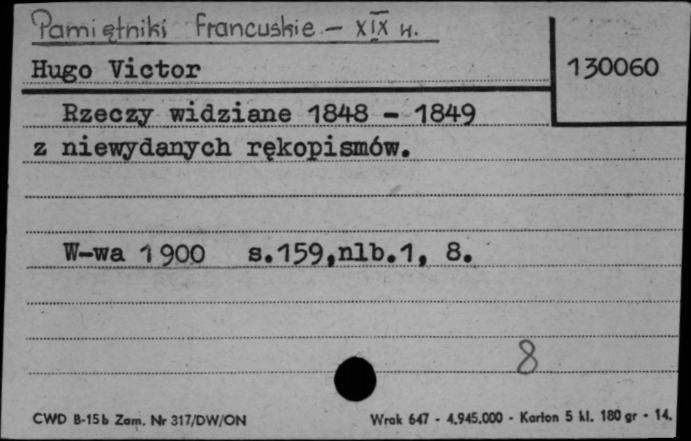 Pamiętniki Francuskie - XIX w.
Hugo Victor
130060
Rzeczy widziane 1848 - 1849
z niewydanych rękopismów.
W-wa 1900 s.159,nlb.1, 8.
8
CWD B-15b Zam. Nr 317/DW/ON
Wrak 647 - 4.945.000 - Karton 5 kl. 180 gr - 14.